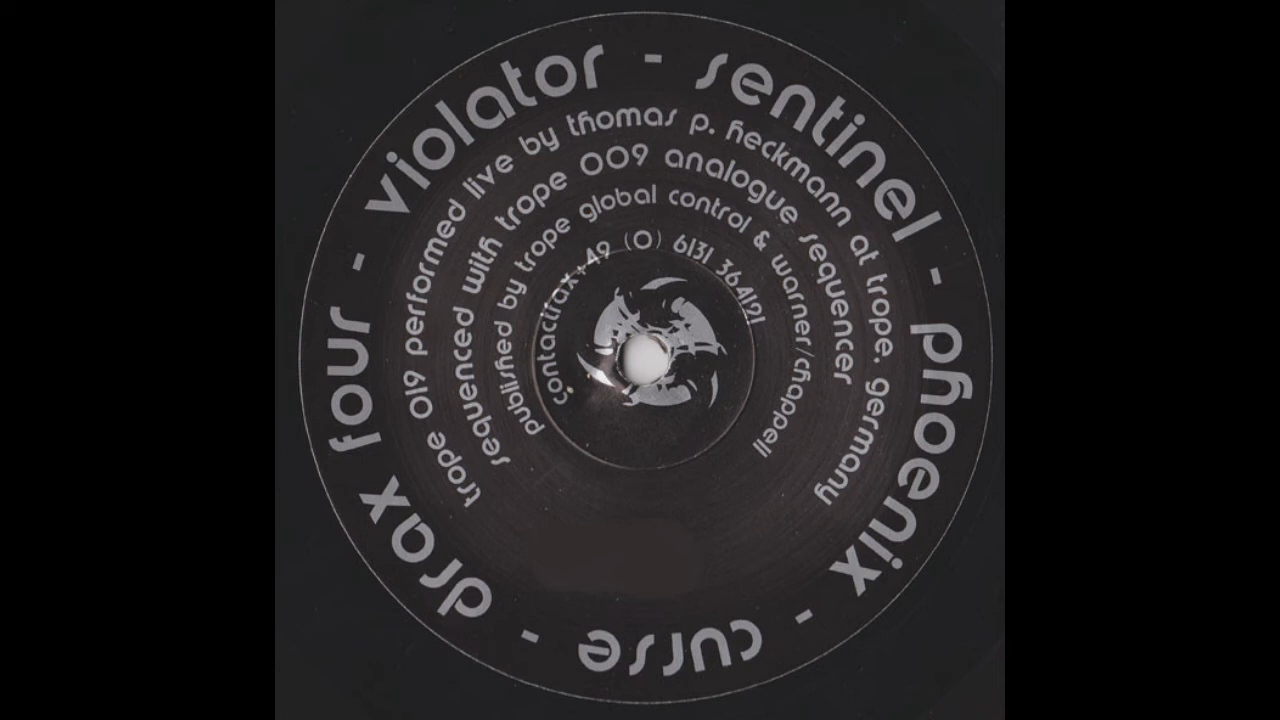 drax four - violator - sentinel - phoenix - curse -
trope 019 performed live by thomas p. heckmann at trope, germany
sequenced with trope 009 analogue sequencer
published by trope global control & warner/chappell
contact/fax +49 (0) 6131 364191